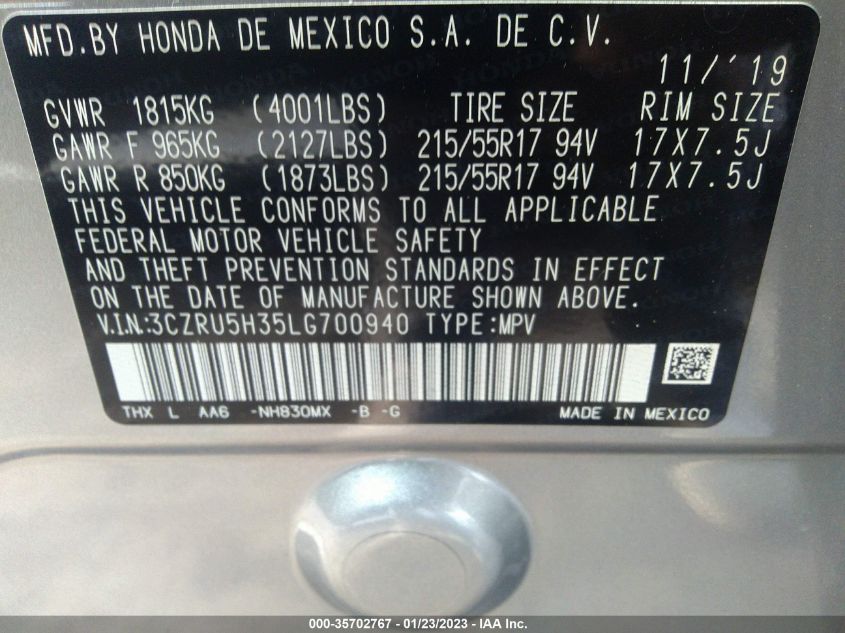 MFD.BY HONDA DE MEXICO S.A. DE C.V.
11/ '19
GVWR 1815KG (4001LBS) TIRE SIZE RIM SIZE
GAWR F 965KG (2127LBS) 215/55R17 94V 17X7.5J
GAWR R 850KG (1873LBS) 215/55R17 94V 17X7.5J
THIS VEHICLE CONFORMS TO ALL APPLICABLE
FEDERAL MOTOR VEHICLE SAFETY
AND THEFT PREVENTION STANDARDS IN EFFECT
ON THE DATE OF MANUFACTURE SHOWN ABOVE.
V.I.N:3CZRU5H35LG700940 TYPE:MPV
THX L AA6 -NH830MX -B -G MADE IN MEXICO
000-35702767 - 01/23/2023 - IAA Inc.